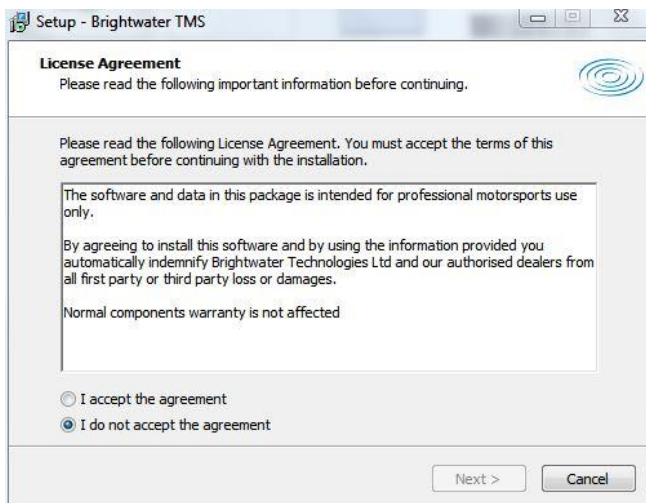 Setup - Brightwater TMS
License Agreement
Please read the following important information before continuing.
Please read the following License Agreement. You must accept the terms of this
agreement before continuing with the installation.
The software and data in this package is intended for professional motorsports use
only.
By agreeing to install this software and by using the information provided you
automatically indemnify Brightwater Technologies Ltd and our authorised dealers from
all first party or third party loss or damages.
Normal components warranty is not affected
I accept the agreement
I do not accept the agreement
Next >
Cancel